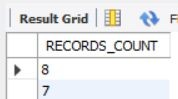 Result Grid
RECORDS_COUNT
8
7